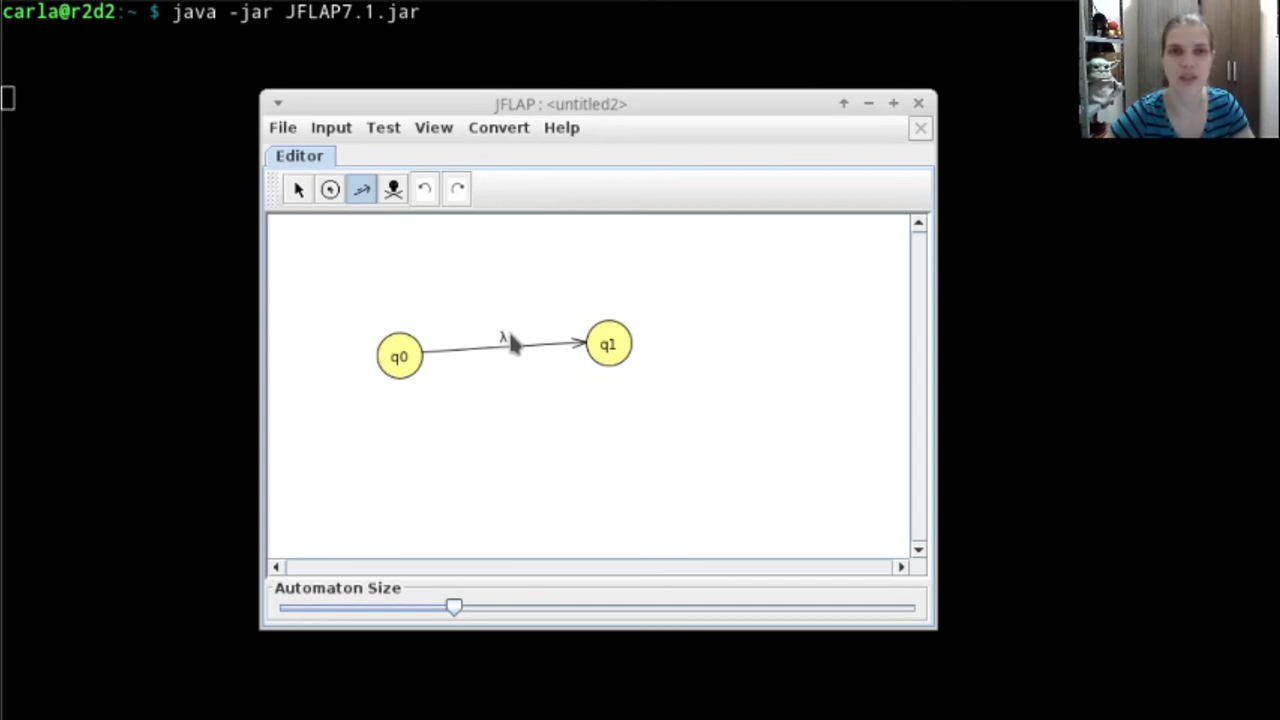 carla@r2d2:~ $ java -jar JFLAP7.1.jar
JFLAP : <untitled2>
File Input Test View Convert Help
Editor
λ
q0 q1
Automaton Size